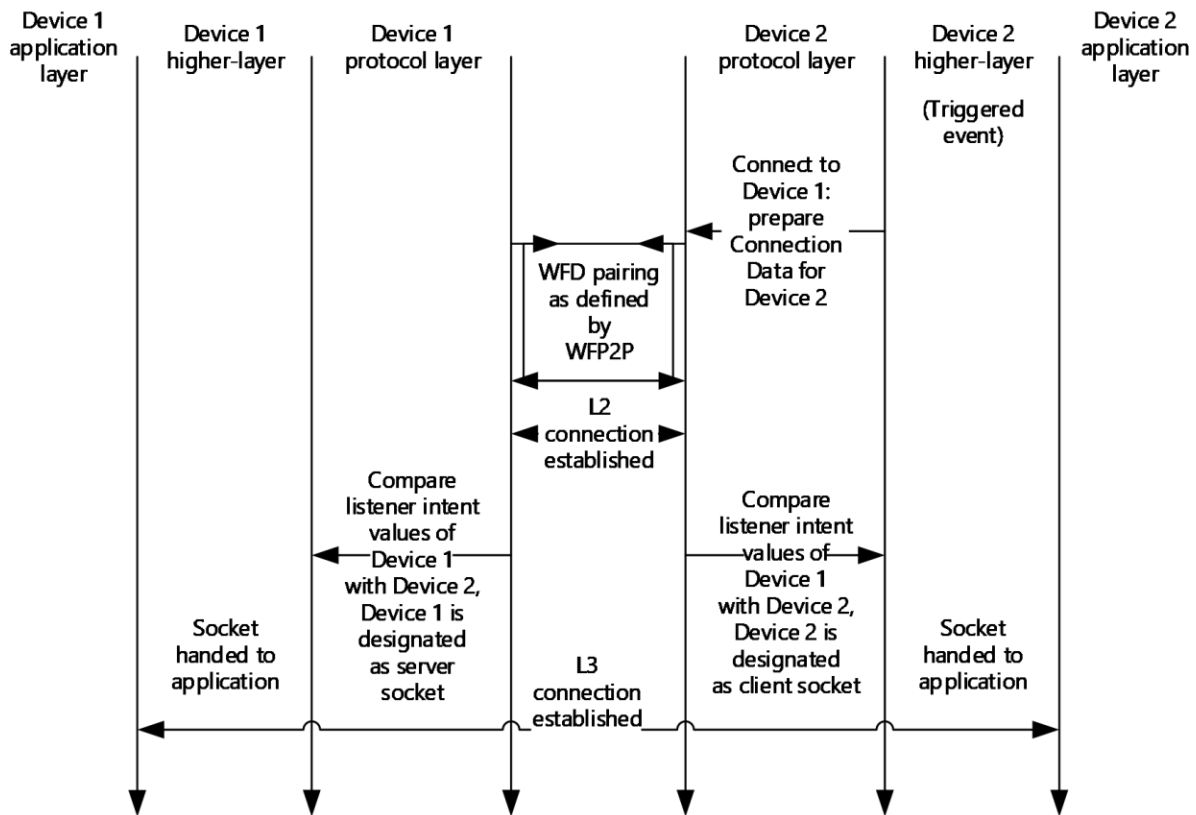 Device 1
application
layer
Device 1
higher-layer
Device 1
protocol layer
Device 2
protocol layer
Device 2
higher-layer
Device 2
application
layer
(Triggered
event)
Connect to
Device 1:
prepare
Connection
Data for
Device 2
WFD pairing
as defined
by
WFP2P
L2
connection
established
Compare
listener intent
values of
Device 1
with Device 2,
Device 1 is
designated
as server
socket
Compare
listener intent
values of
Device 1
with Device 2,
Device 2 is
designated
as client socket
Socket
handed to
application
L3
connection
established
Socket
handed to
application